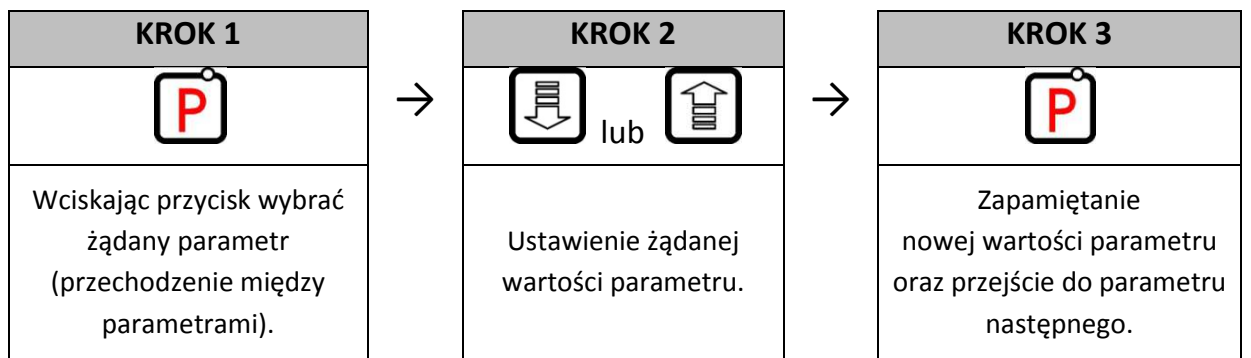 KROK 1
P
Wciskając przycisk wybrać
żądany parametr
(przechodzenie między
parametrami).
KROK 2
lub
Ustawienie żądanej
wartości parametru.
KROK 3
P
Zapamiętanie
nowej wartości parametru
oraz przejście do parametru
następnego.